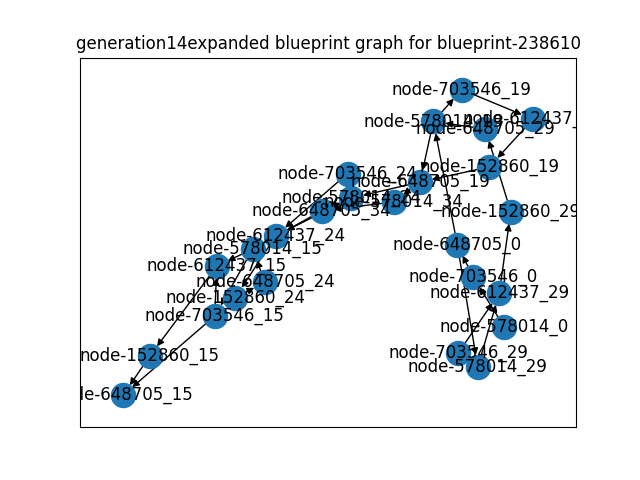 generation14expanded blueprint graph for blueprint-238610
node-703546_19
node-578014_19
node-612437_
node-648705_29
node-152860_19
node-703546_24
node-648705_19
node-578014_34
node-648705_34
node-152860_29
node-612437_24
node-648705_0
node-578014_15
node-612437_15
node-703546_0
node-648705_24
node-612437_29
node-152860_24
node-703546_15
node-578014_0
node-703546_29
node-152860_15
node-578014_29
de-648705_15